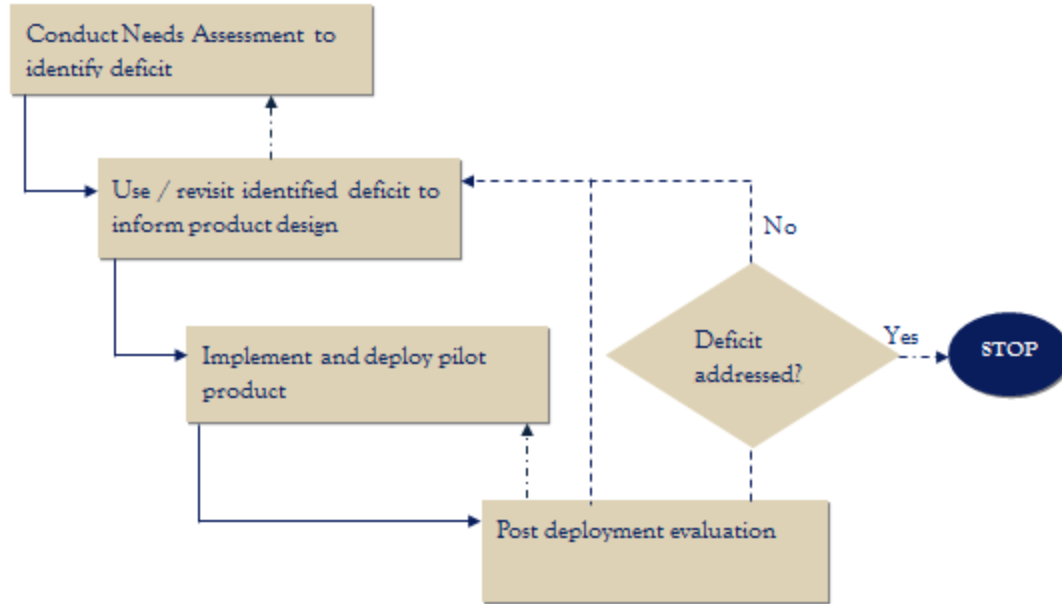 Conduct Needs Assessment to
identify deficit
Use / revisit identified deficit to
inform product design
No
Implement and deploy pilot
product
Deficit
addressed?
Yes
STOP
Post deployment evaluation